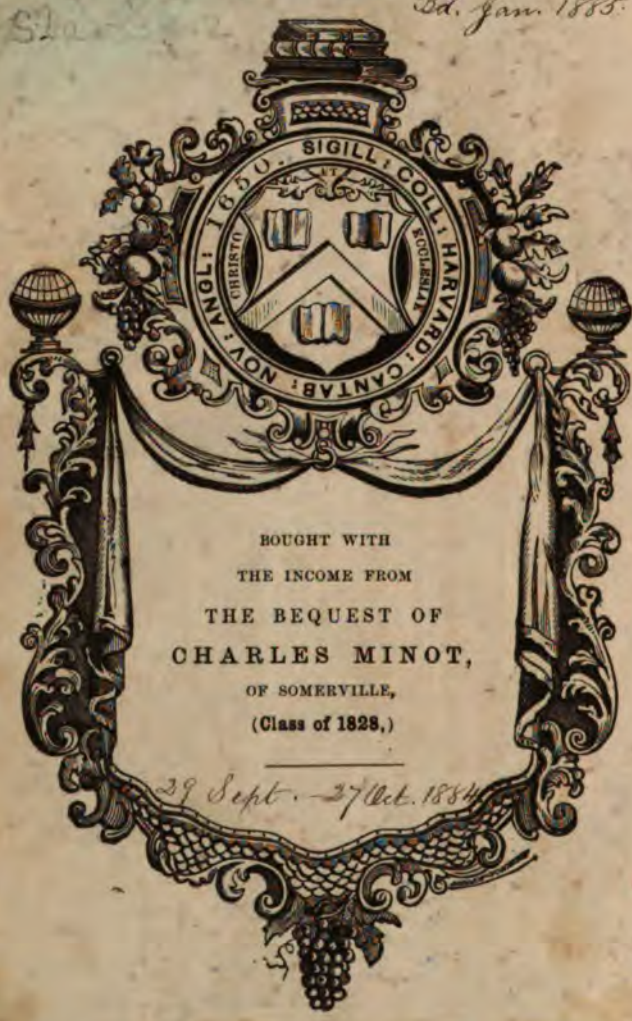 Bd. Jan. 1885.
SIGILL: COLL: HARVARD: CANTAB: NOV: ANGL: 1650.
ET
CHRISTO
ECCLESIAE
BOUGHT WITH
THE INCOME FROM
THE BEQUEST OF
CHARLES MINOT,
OF SOMERVILLE,
(Class of 1828,)
29 Sept. — 27 Oct. 1884